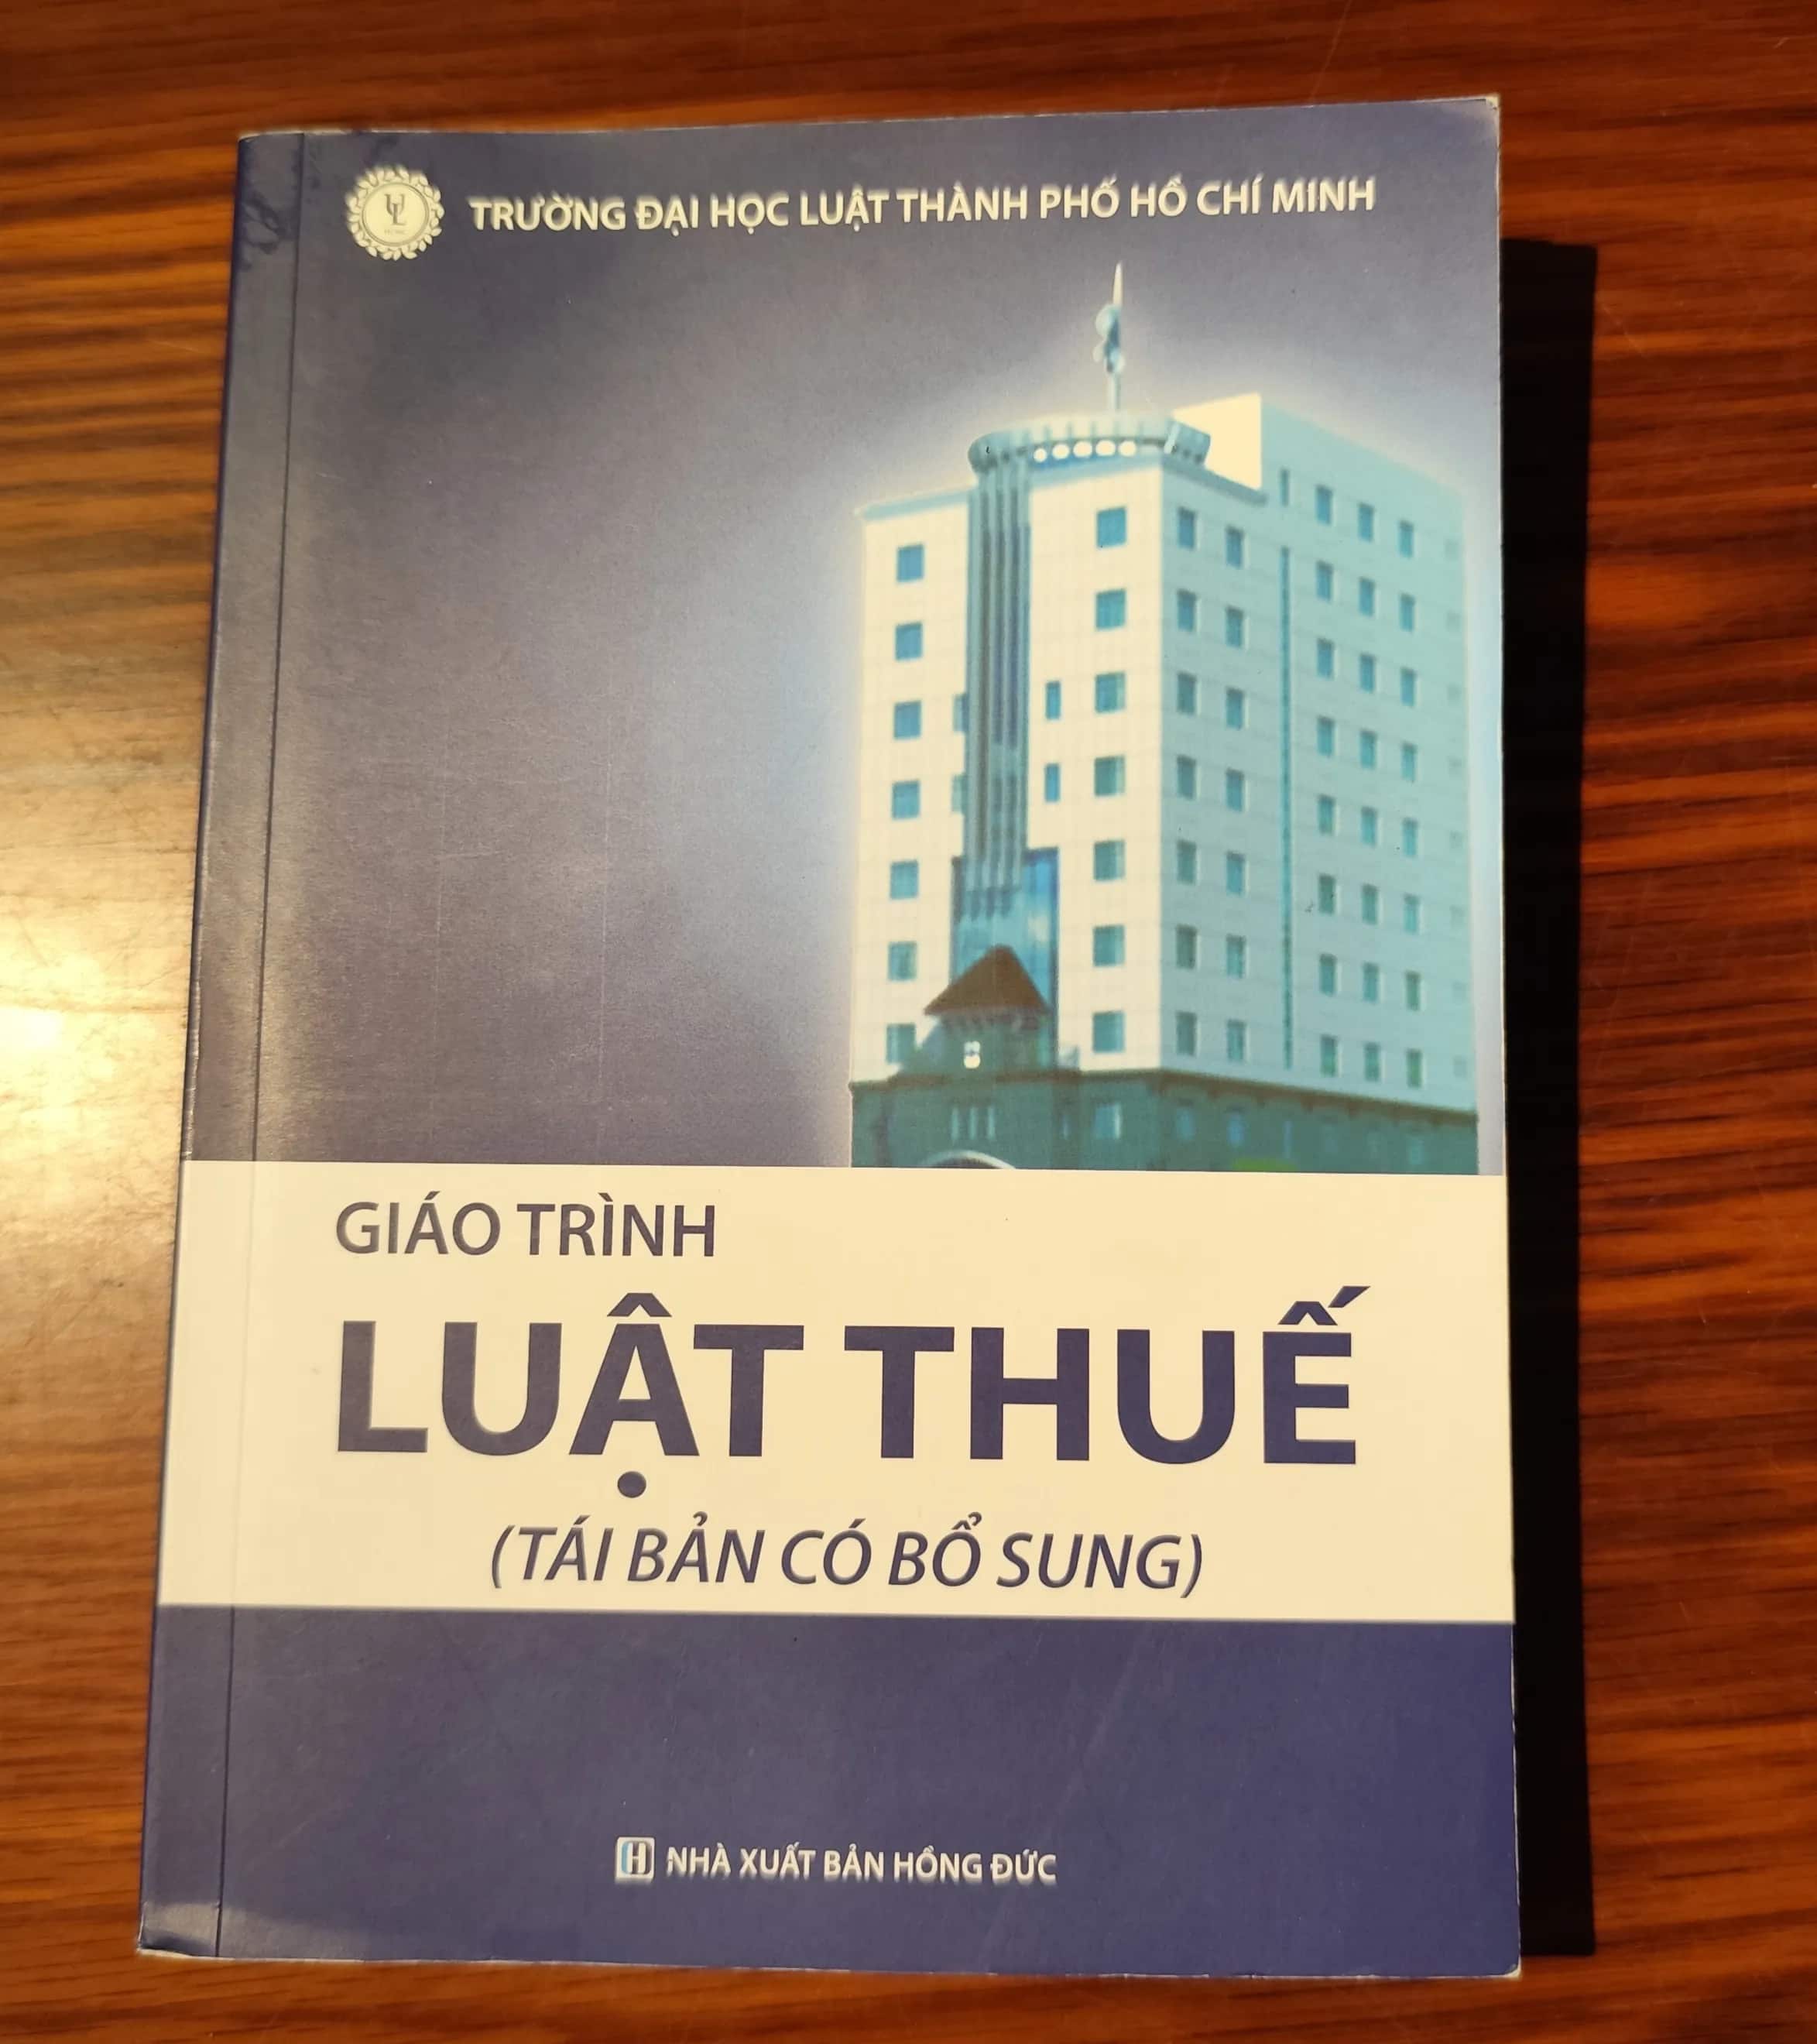 TRƯỜNG ĐẠI HỌC LUẬT THÀNH PHỐ HỒ CHÍ MINH
GIÁO TRÌNH
LUẬT THUẾ
(TÁI BẢN CÓ BỔ SUNG)
NHÀ XUẤT BẢN HỒNG ĐỨC